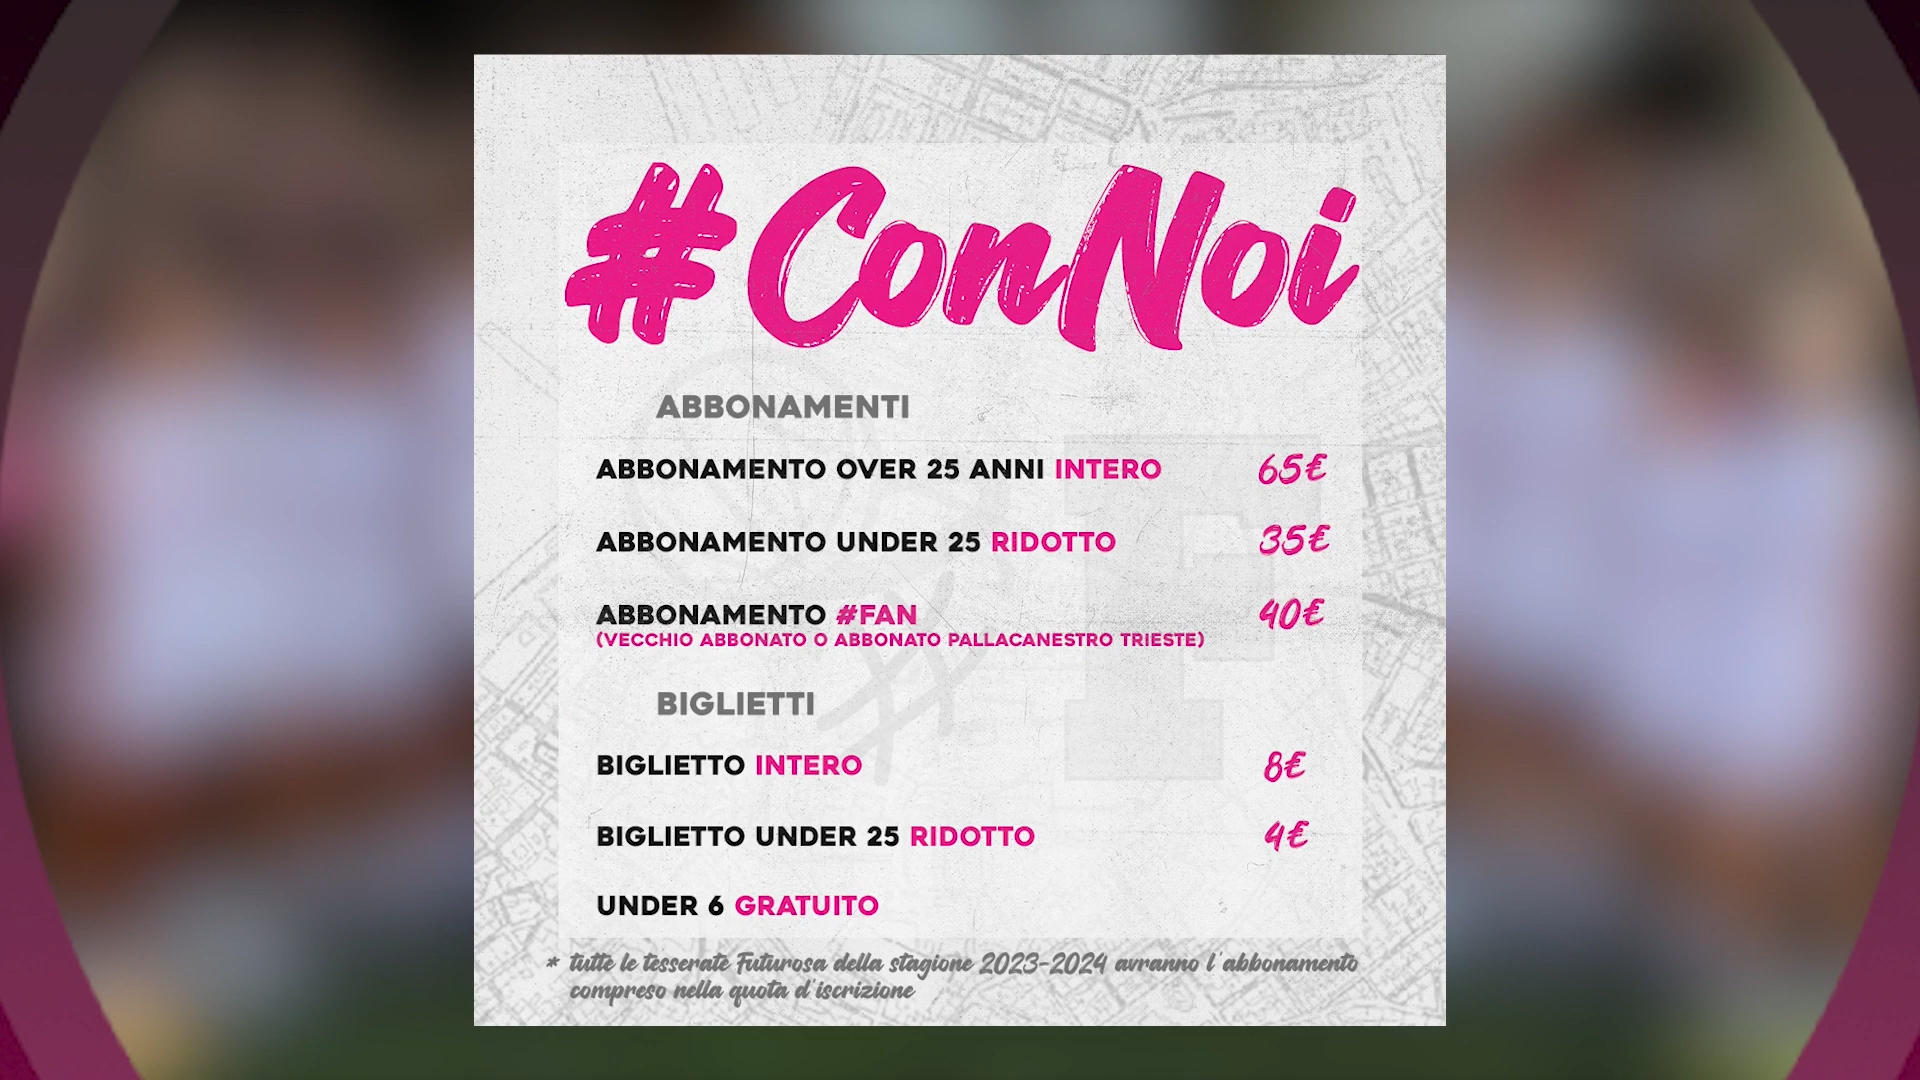 #ConNoi
ABBONAMENTI
ABBONAMENTO OVER 25 ANNI INTERO 65€
ABBONAMENTO UNDER 25 RIDOTTO 35€
ABBONAMENTO #FAN 40€
(VECCHIO ABBONATO O ABBONATO PALLACANESTRO TRIESTE)
BIGLIETTI
BIGLIETTO INTERO 8€
BIGLIETTO UNDER 25 RIDOTTO 4€
UNDER 6 GRATUITO
* tutte le tesserate Futurosa della stagione 2023-2024 avranno l'abbonamento
compreso nella quota d'iscrizione